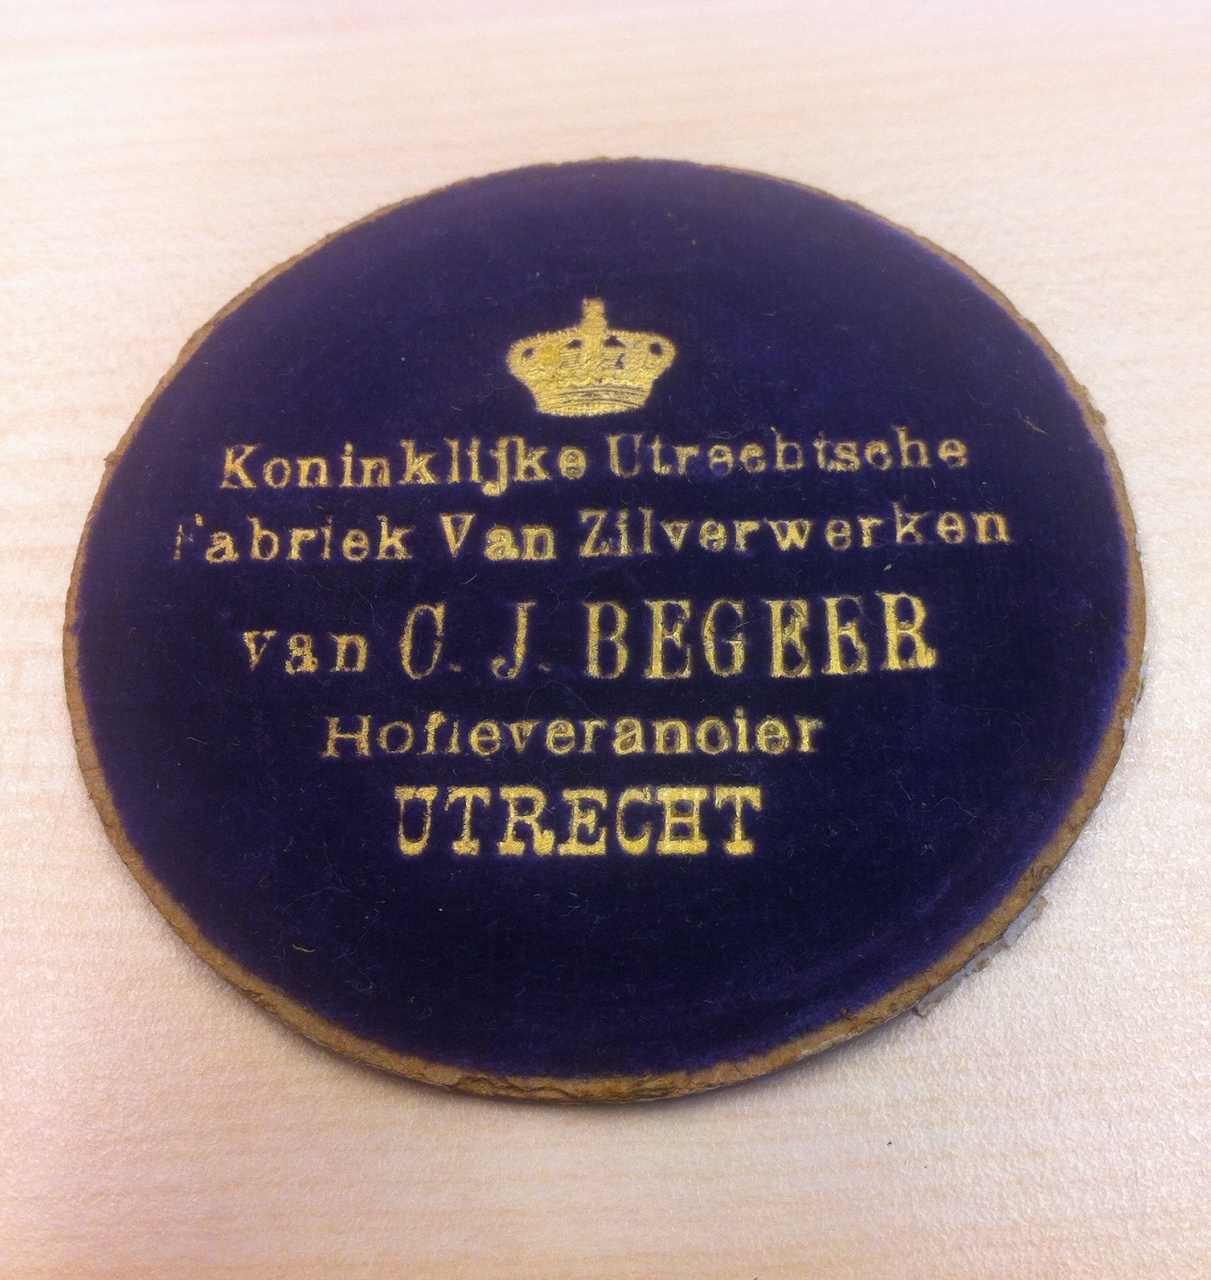 Koninklijke Utrechtsche
Fabriek Van Zilverwerken
van C. J. BEGEER
Hofleverancier
UTRECHT